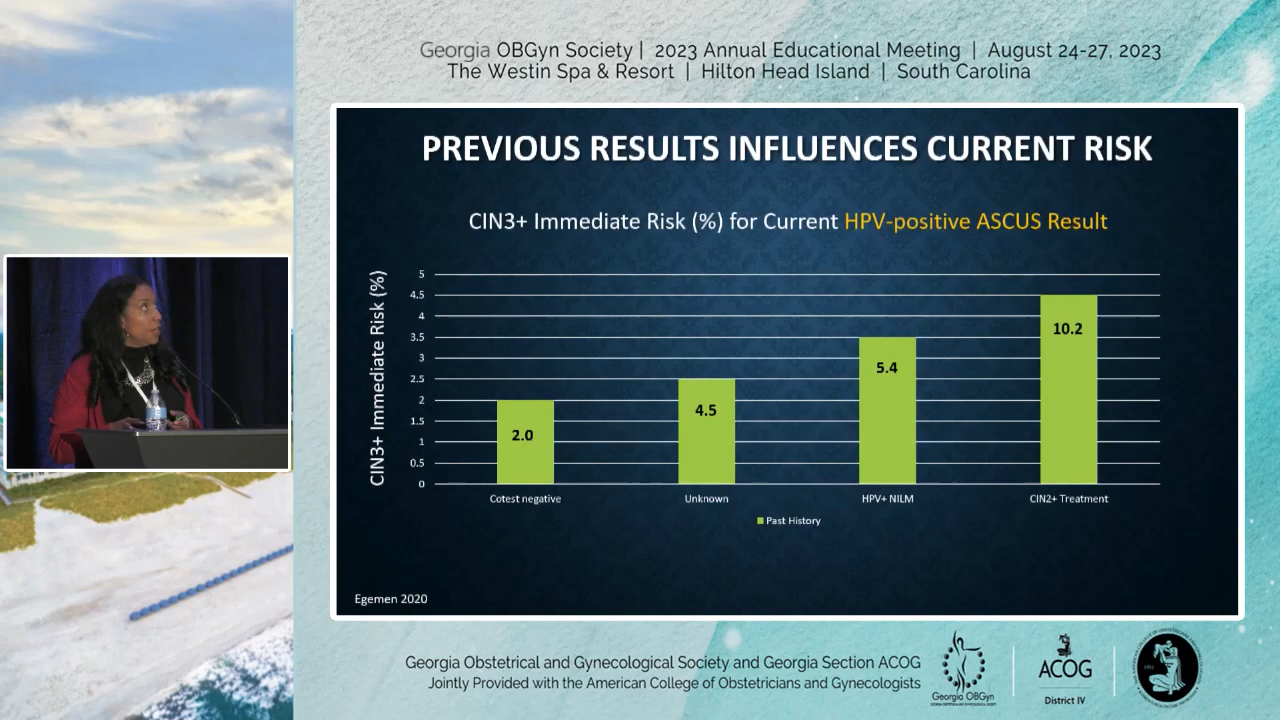 Georgia OBGyn Society | 2023 Annual Educational Meeting | August 24-27, 2023
The Westin Spa & Resort | Hilton Head Island | South Carolina
PREVIOUS RESULTS INFLUENCES CURRENT RISK
CIN3+ Immediate Risk (%) for Current HPV-positive ASCUS Result
CIN3+ Immediate Risk (%)
5
4.5
4
3.5
3
2.5
2
1.5
1
0.5
0
2.0
4.5
5.4
10.2
Cotest negative
Unknown
HPV+ NILM
CIN2+ Treatment
Past History
Egemen 2020
Georgia Obstetrical and Gynecological Society and Georgia Section ACOG
Jointly Provided with the American College of Obstetricians and Gynecologists
Georgia OBGyn
ACOG
District IV